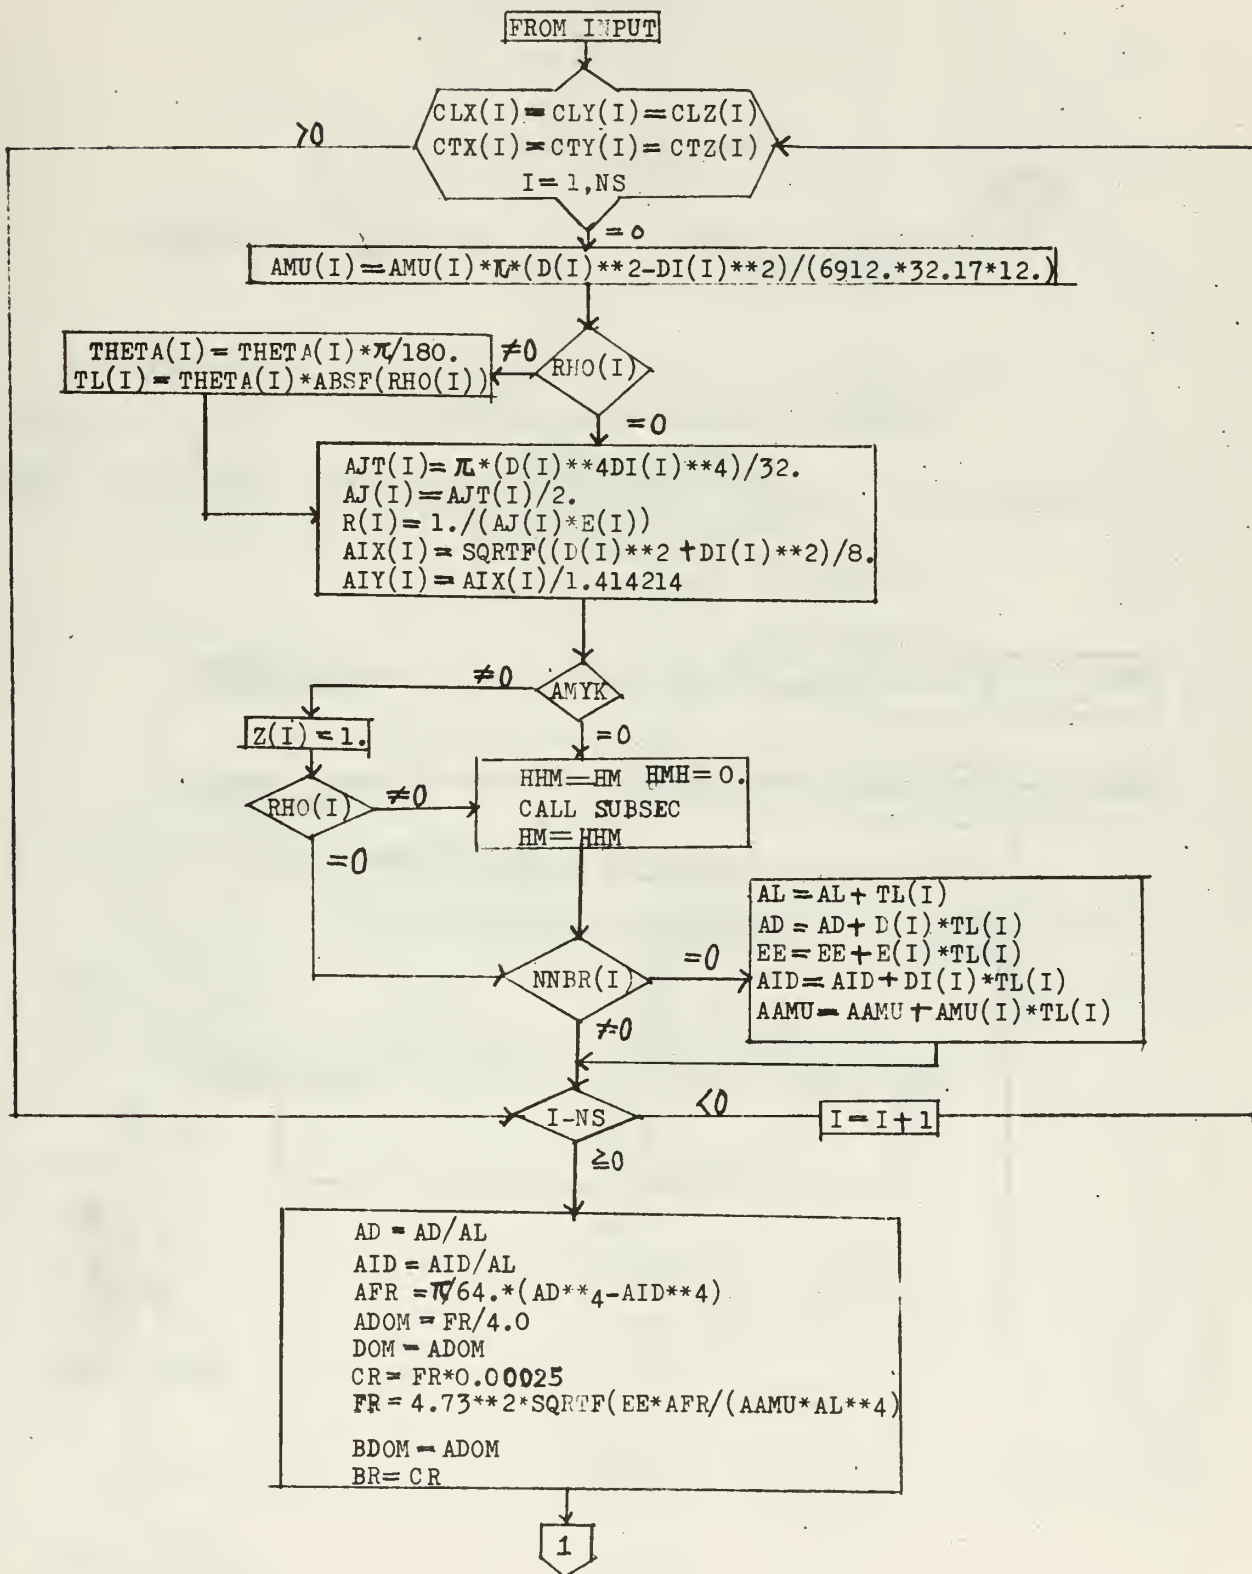 FROM INPUT
CLX(I)=CLY(I)=CLZ(I)
CTX(I)=CTY(I)=CTZ(I)
I=1,NS
>0
=0
AMU(I)=AMU(I)*π*(D(I)**2-DI(I)**2)/(6912.*32.17*12.)
THETA(I)=THETA(I)*π/180.
TL(I)=THETA(I)*ABSF(RHO(I))
≠0
RHO(I)
=0
AJT(I)=π*(D(I)**4DI(I)**4)/32.
AJ(I)=AJT(I)/2.
R(I)=1./(AJ(I)*E(I))
AIX(I)=SQRTF((D(I)**2+DI(I)**2)/8.
AIY(I)=AIX(I)/1.414214
≠0
AMYK
=0
Z(I)=1.
HHM=HM HMH=0.
CALL SUBSEC
HM=HHM
RHO(I)
≠0
=0
AL=AL+TL(I)
AD=AD+D(I)*TL(I)
EE=EE+E(I)*TL(I)
AID=AID+DI(I)*TL(I)
AAMU=AAMU+AMU(I)*TL(I)
NNBR(I)
=0
≠0
I-NS
<0
I=I+1
≧0
AD=AD/AL
AID=AID/AL
AFR=π/64.*(AD**4-AID**4)
ADOM=FR/4.0
DOM=ADOM
CR=FR*0.00025
FR=4.73**2*SQRTF(EE*AFR/(AAMU*AL**4)
BDOM=ADOM
BR=CR
1